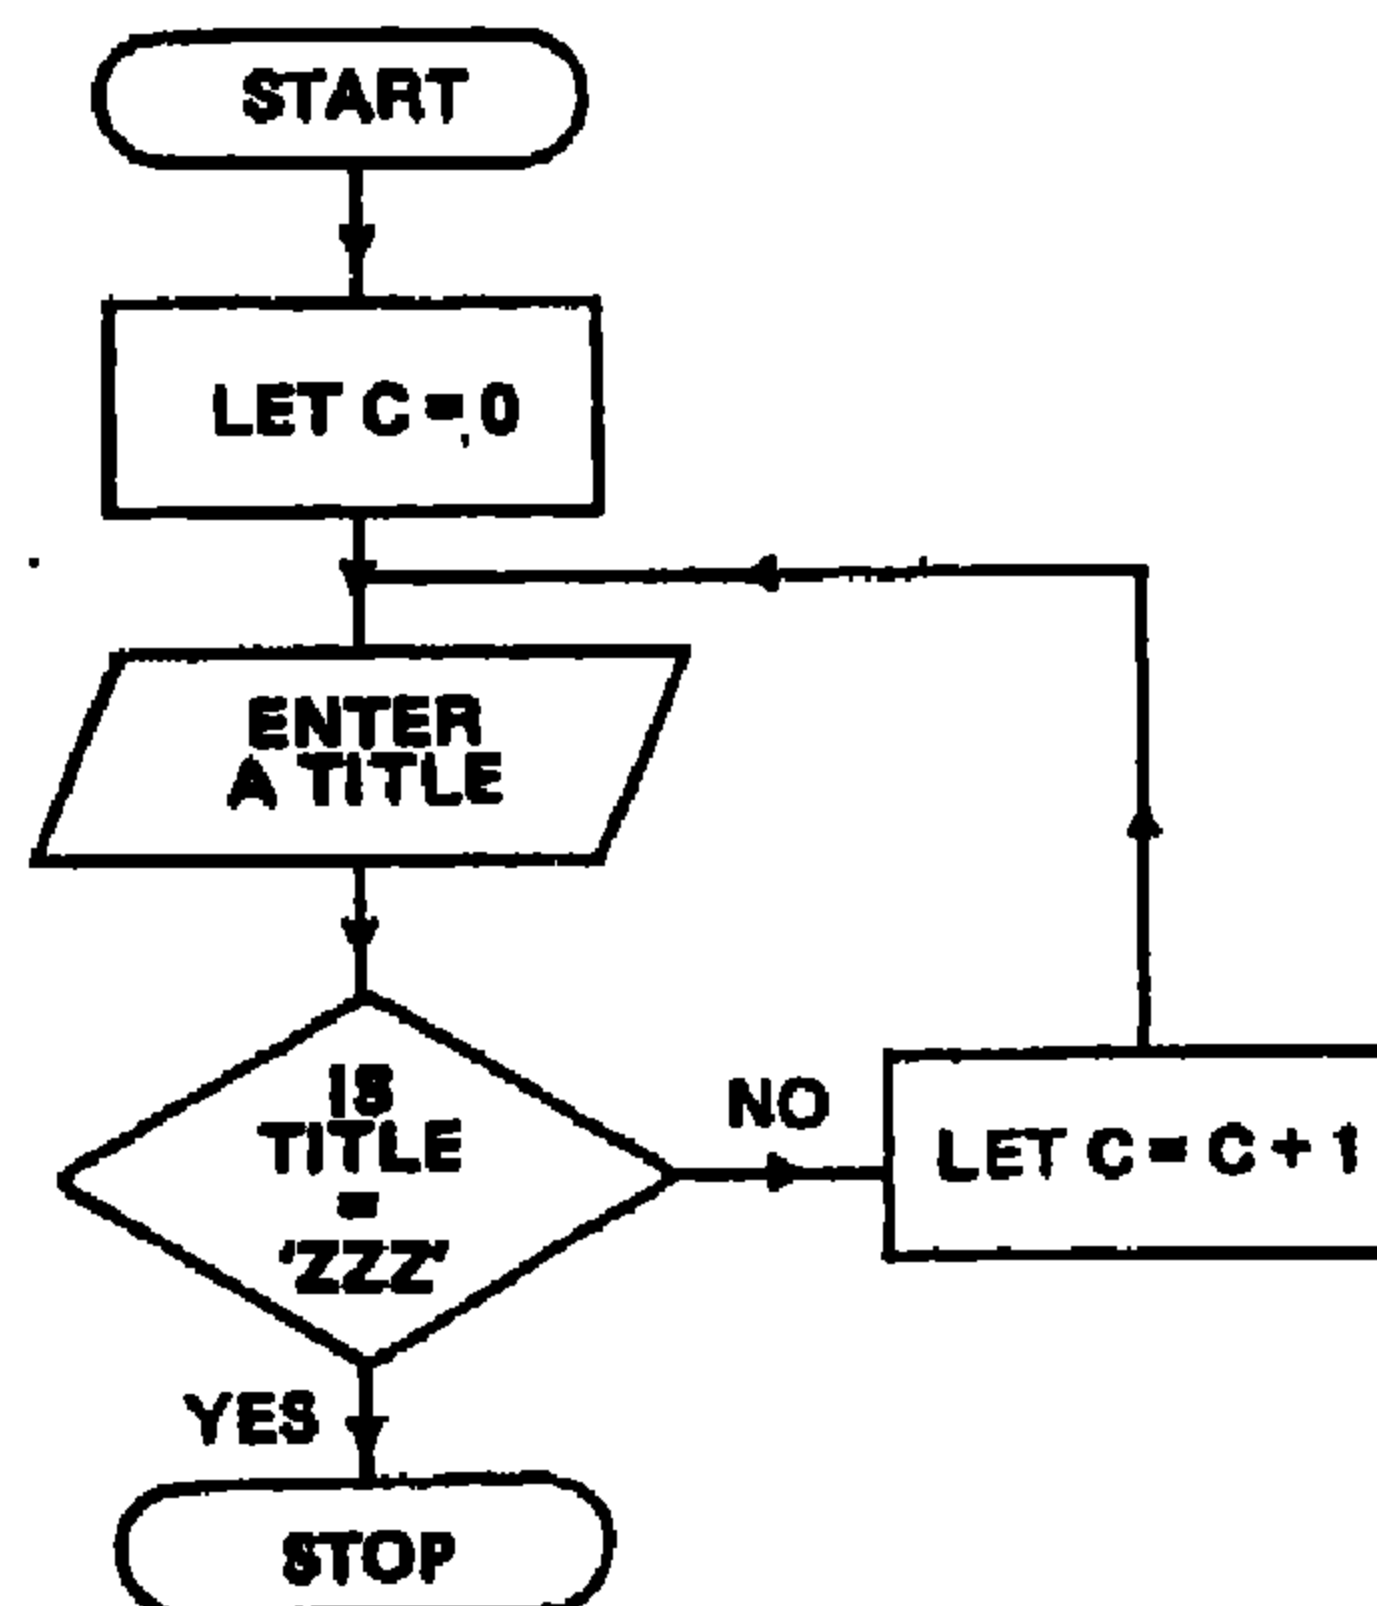 START
LET C = 0
ENTER
A TITLE
IS
TITLE
=
'ZZZ'
NO
LET C = C + 1
YES
STOP